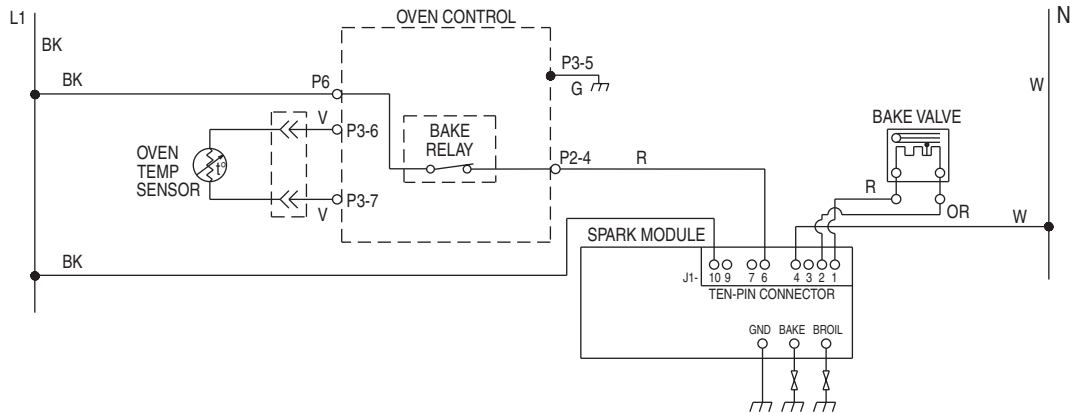 L1
OVEN CONTROL
N
BK
P3-5
BK
P6
G
W
V
P3-6
BAKE
RELAY
BAKE VALVE
OVEN
TEMP
SENSOR
t°
P2-4
R
R
V
P3-7
OR
W
SPARK MODULE
BK
J1-
10 9 7 6 4 3 2 1
TEN-PIN CONNECTOR
GND BAKE BROIL